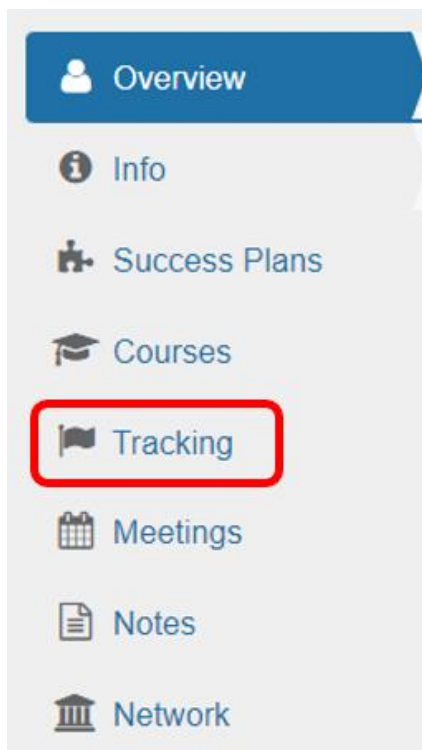 Overview
Info
Success Plans
Courses
Tracking
Meetings
Notes
Network